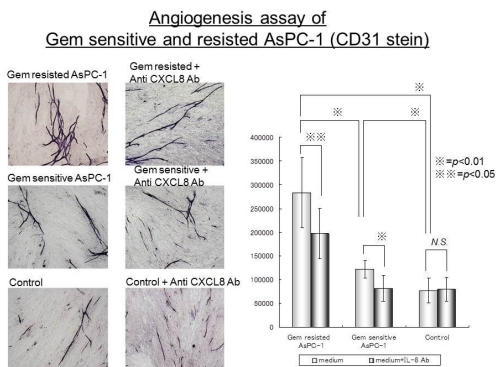 Angiogenesis assay of
Gem sensitive and resisted AsPC-1 (CD31 stein)
Gem resisted AsPC-1
Gem resisted +
Anti CXCL8 Ab
Gem sensitive AsPC-1
Gem sensitive +
Anti CXCL8 Ab
Control
Control + Anti CXCL8 Ab
※
※
※
※※
※
N.S.
※=p<0.01
※※=p<0.05
400000
350000
300000
250000
200000
150000
100000
50000
0
Gem resisted
AsPC-1
Gem sensitive
AsPC-1
Control
medium
medium+IL-8 Ab